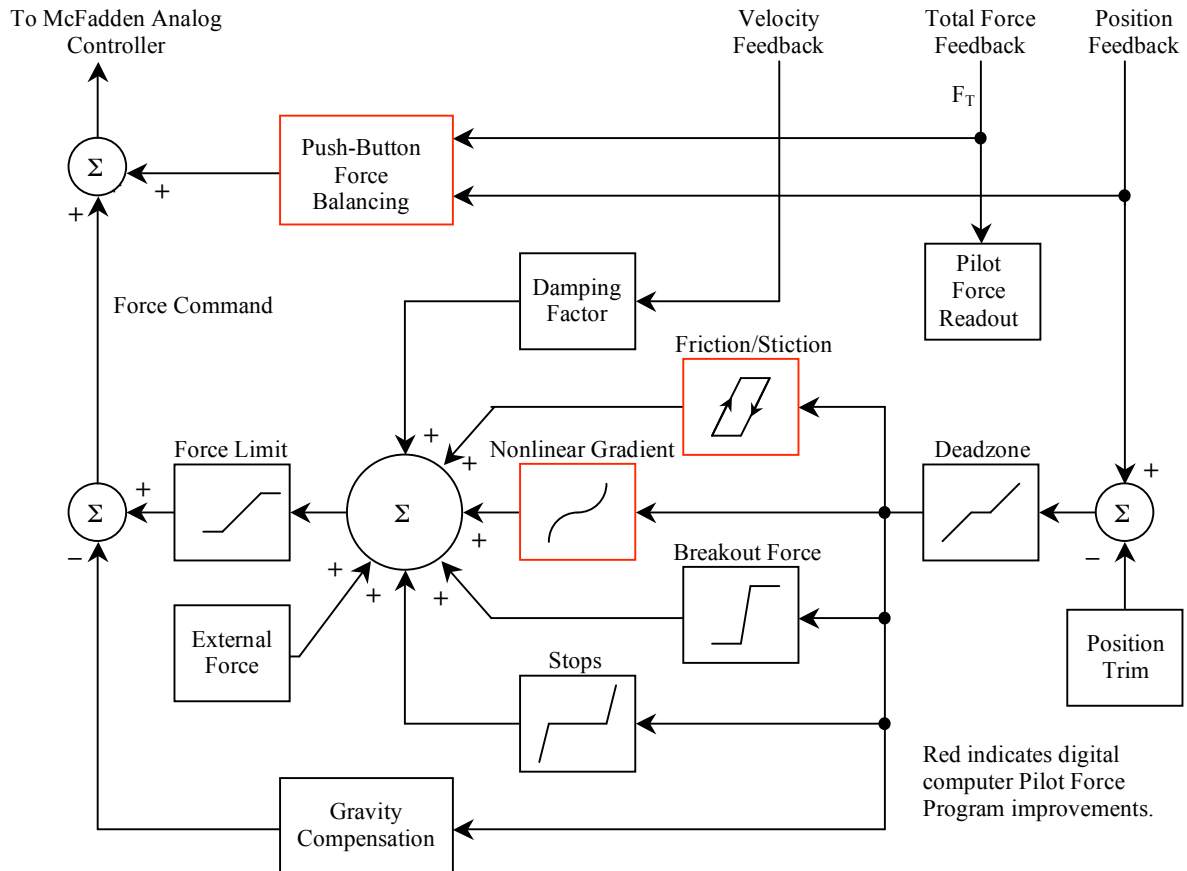 To McFadden Analog
Controller
Velocity
Feedback
Total Force
Feedback
Position
Feedback
F_T
Push-Button
Force
Balancing
Σ
+
+
Pilot
Force
Readout
Damping
Factor
Force Command
Friction/Stiction
+
+
Force Limit
Nonlinear Gradient
Deadzone
+
+
Σ
Σ
Σ
+
−
−
Breakout Force
+
+
+
External
Force
Position
Trim
Stops
Red indicates digital
computer Pilot Force
Program improvements.
Gravity
Compensation